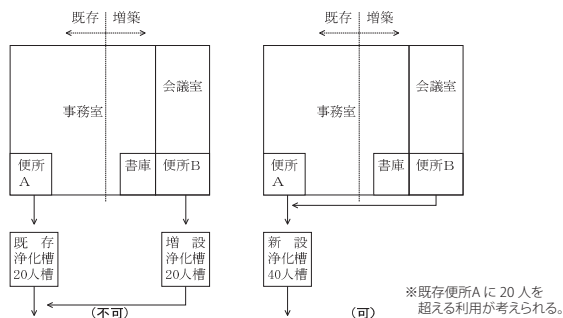 既存 増築
会議室
事務室
便所
A
書庫
便所B
既存
浄化槽
20人槽
増設
浄化槽
20人槽
(不可)
既存 増築
会議室
事務室
便所
A
書庫
便所B
新設
浄化槽
40人槽
(可)
※既存便所Aに20人を
超える利用が考えられる。